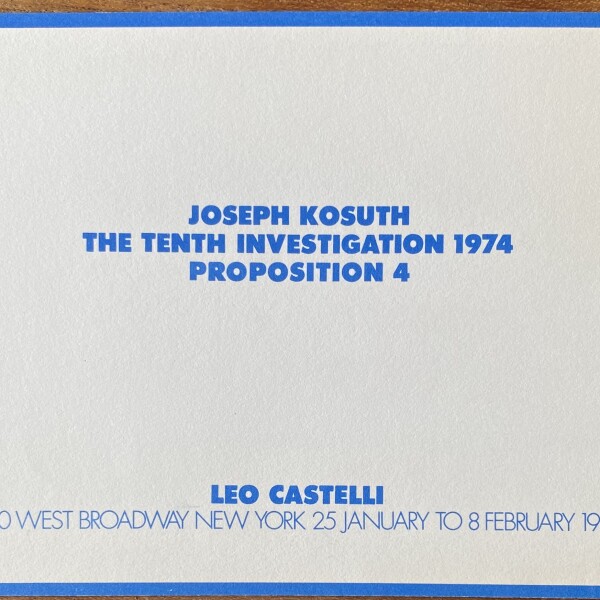 JOSEPH KOSUTH
THE TENTH INVESTIGATION 1974
PROPOSITION 4
LEO CASTELLI
0 WEST BROADWAY NEW YORK 25 JANUARY TO 8 FEBRUARY 19